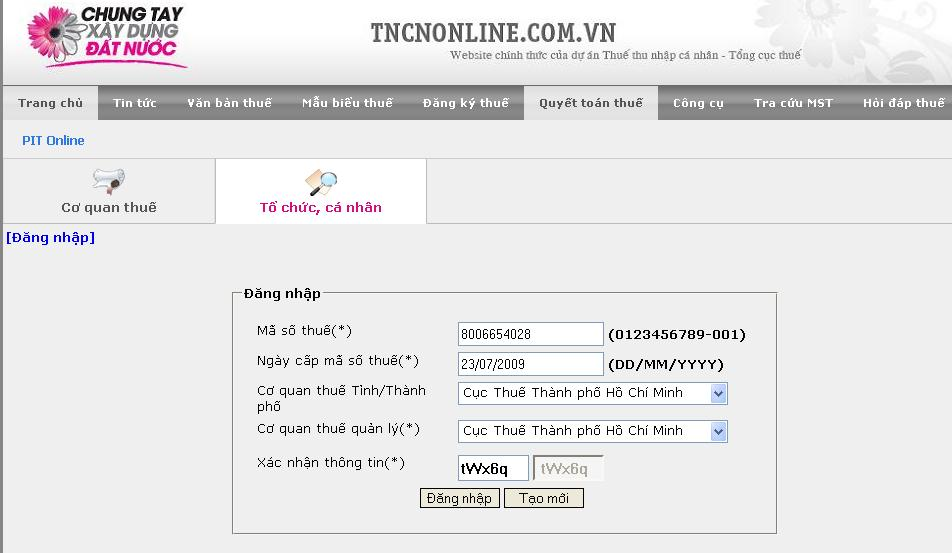 CHUNG TAY
XÂY DỰNG
ĐẤT NƯỚC
TNCNONLINE.COM.VN
Website chính thức của dự án Thuế thu nhập cá nhân - Tổng cục thuế
Trang chủ Tin tức Văn bản thuế Mẫu biểu thuế Đăng ký thuế Quyết toán thuế Công cụ Tra cứu MST Hỏi đáp thuế
PIT Online
Cơ quan thuế Tổ chức, cá nhân
[Đăng nhập]
Đăng nhập
Mã số thuế(*) 8006654028 (0123456789-001)
Ngày cấp mã số thuế(*) 23/07/2009 (DD/MM/YYYY)
Cơ quan thuế Tỉnh/Thành Cục Thuế Thành phố Hồ Chí Minh
phố
Cơ quan thuế quản lý(*) Cục Thuế Thành phố Hồ Chí Minh
Xác nhận thông tin(*) tWx6q tWx6q
Đăng nhập Tạo mới